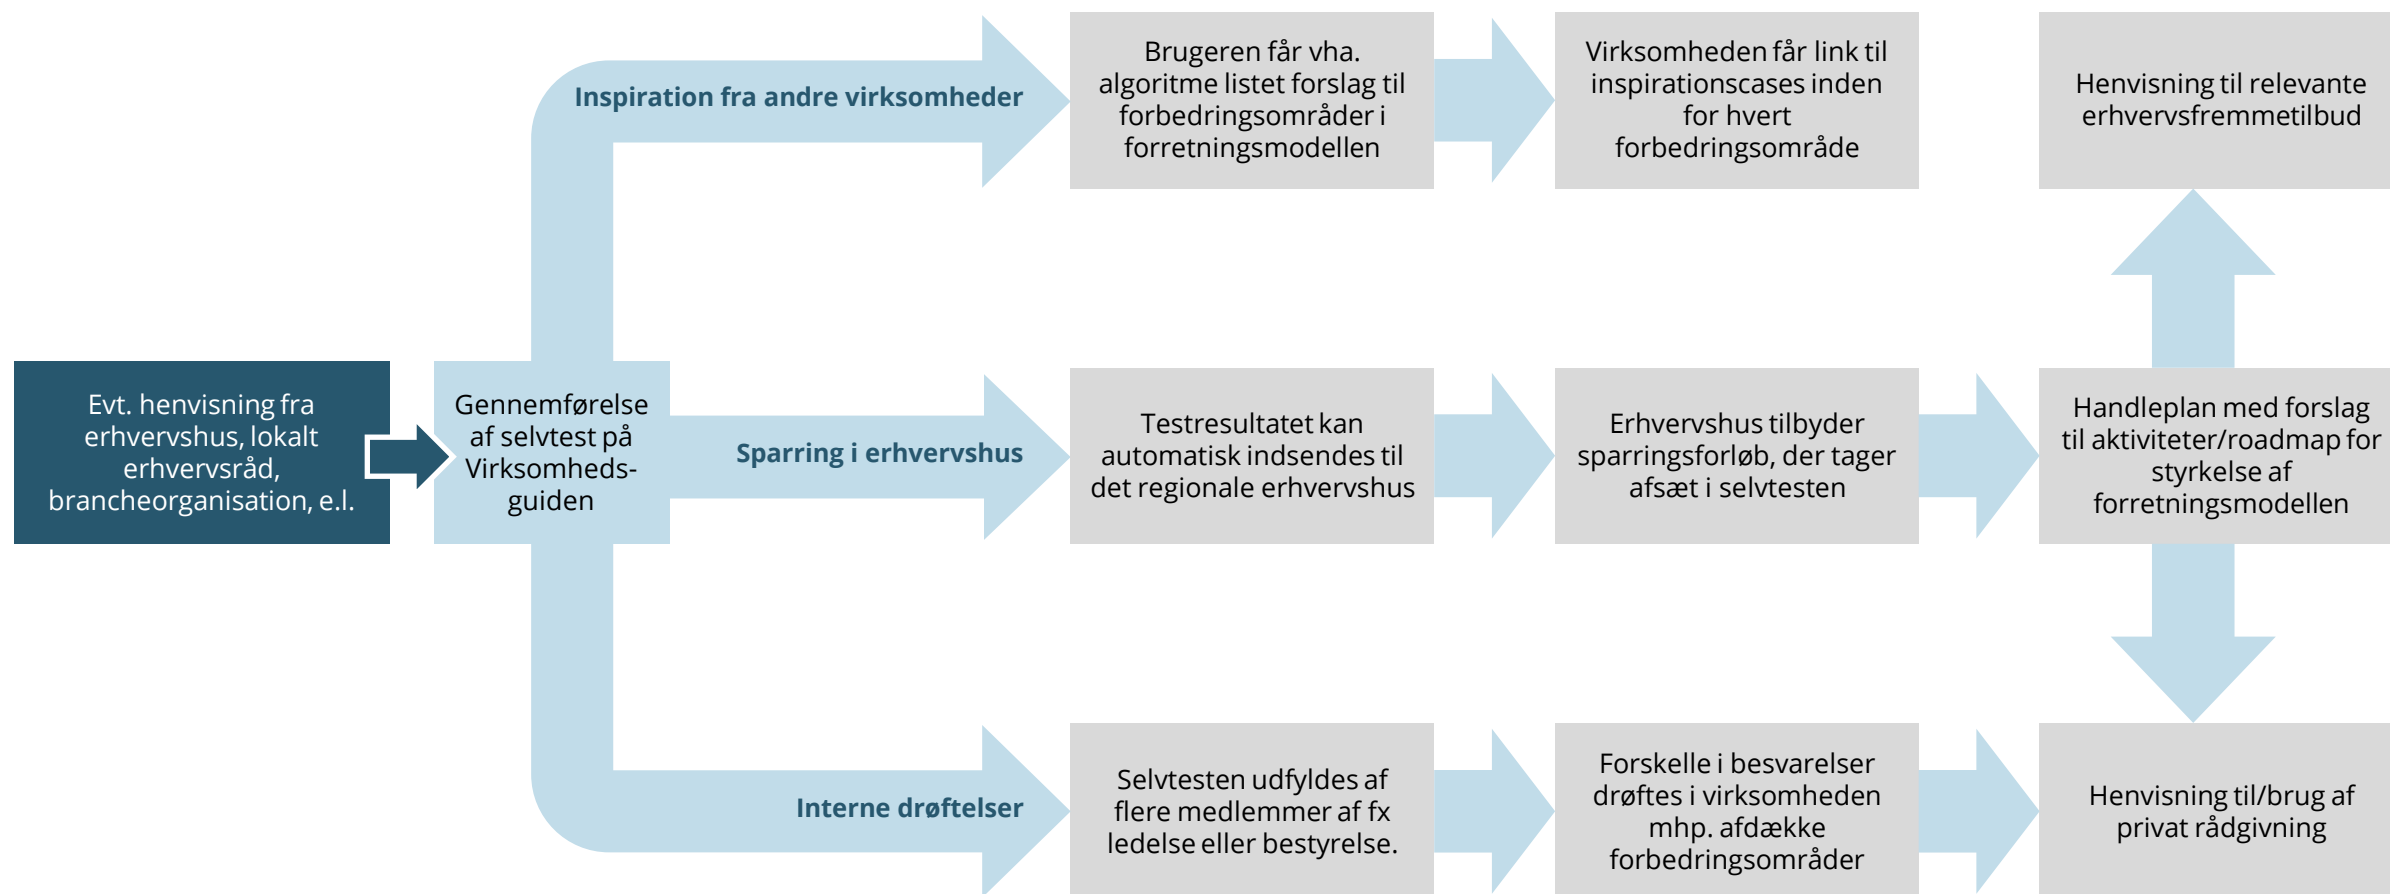 Evt. henvisning fra
erhvervshus, lokalt
erhvervsråd,
brancheorganisation, e.l.
Gennemførelse
af selvtest på
Virksomheds-
guiden
Inspiration fra andre virksomheder
Brugeren får vha.
algoritme listet forslag til
forbedringsområder i
forretningsmodellen
Virksomheden får link til
inspirationscases inden
for hvert
forbedringsområde
Henvisning til relevante
erhvervsfremmetilbud
Sparring i erhvervshus
Testresultatet kan
automatisk indsendes til
det regionale erhvervshus
Erhvervshus tilbyder
sparringsforløb, der tager
afsæt i selvtesten
Handleplan med forslag
til aktiviteter/roadmap for
styrkelse af
forretningsmodellen
Interne drøftelser
Selvtesten udfyldes af
flere medlemmer af fx
ledelse eller bestyrelse.
Forskelle i besvarelser
drøftes i virksomheden
mhp. afdække
forbedringsområder
Henvisning til/brug af
privat rådgivning